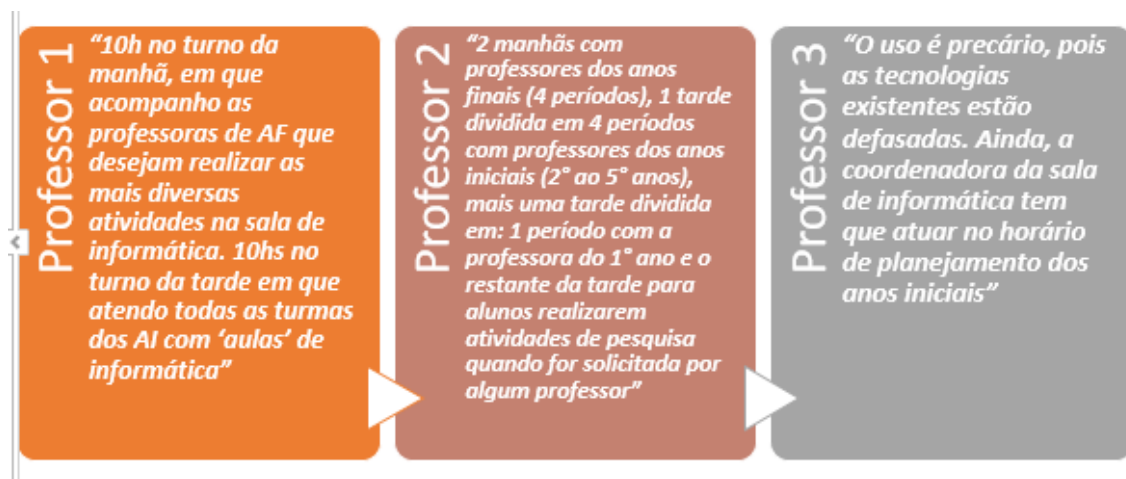 Professor 1
“10h no turno da
manhã, em que
acompanho as
professoras de AF que
desejam realizar as
mais diversas
atividades na sala de
informática. 10hs no
turno da tarde em que
atendo todas as turmas
dos AI com ‘aulas’ de
informática”
Professor 2
“2 manhãs com
professores dos anos
finais (4 períodos), 1 tarde
dividida em 4 períodos
com professores dos anos
iniciais (2° ao 5° anos),
mais uma tarde dividida
em: 1 período com a
professora do 1° ano e o
restante da tarde para
alunos realizarem
atividades de pesquisa
quando for solicitada por
algum professor”
Professor 3
“O uso é precário, pois
as tecnologias
existentes estão
defasadas. Ainda, a
coordenadora da sala
de informática tem
que atuar no horário
de planejamento dos
anos iniciais”